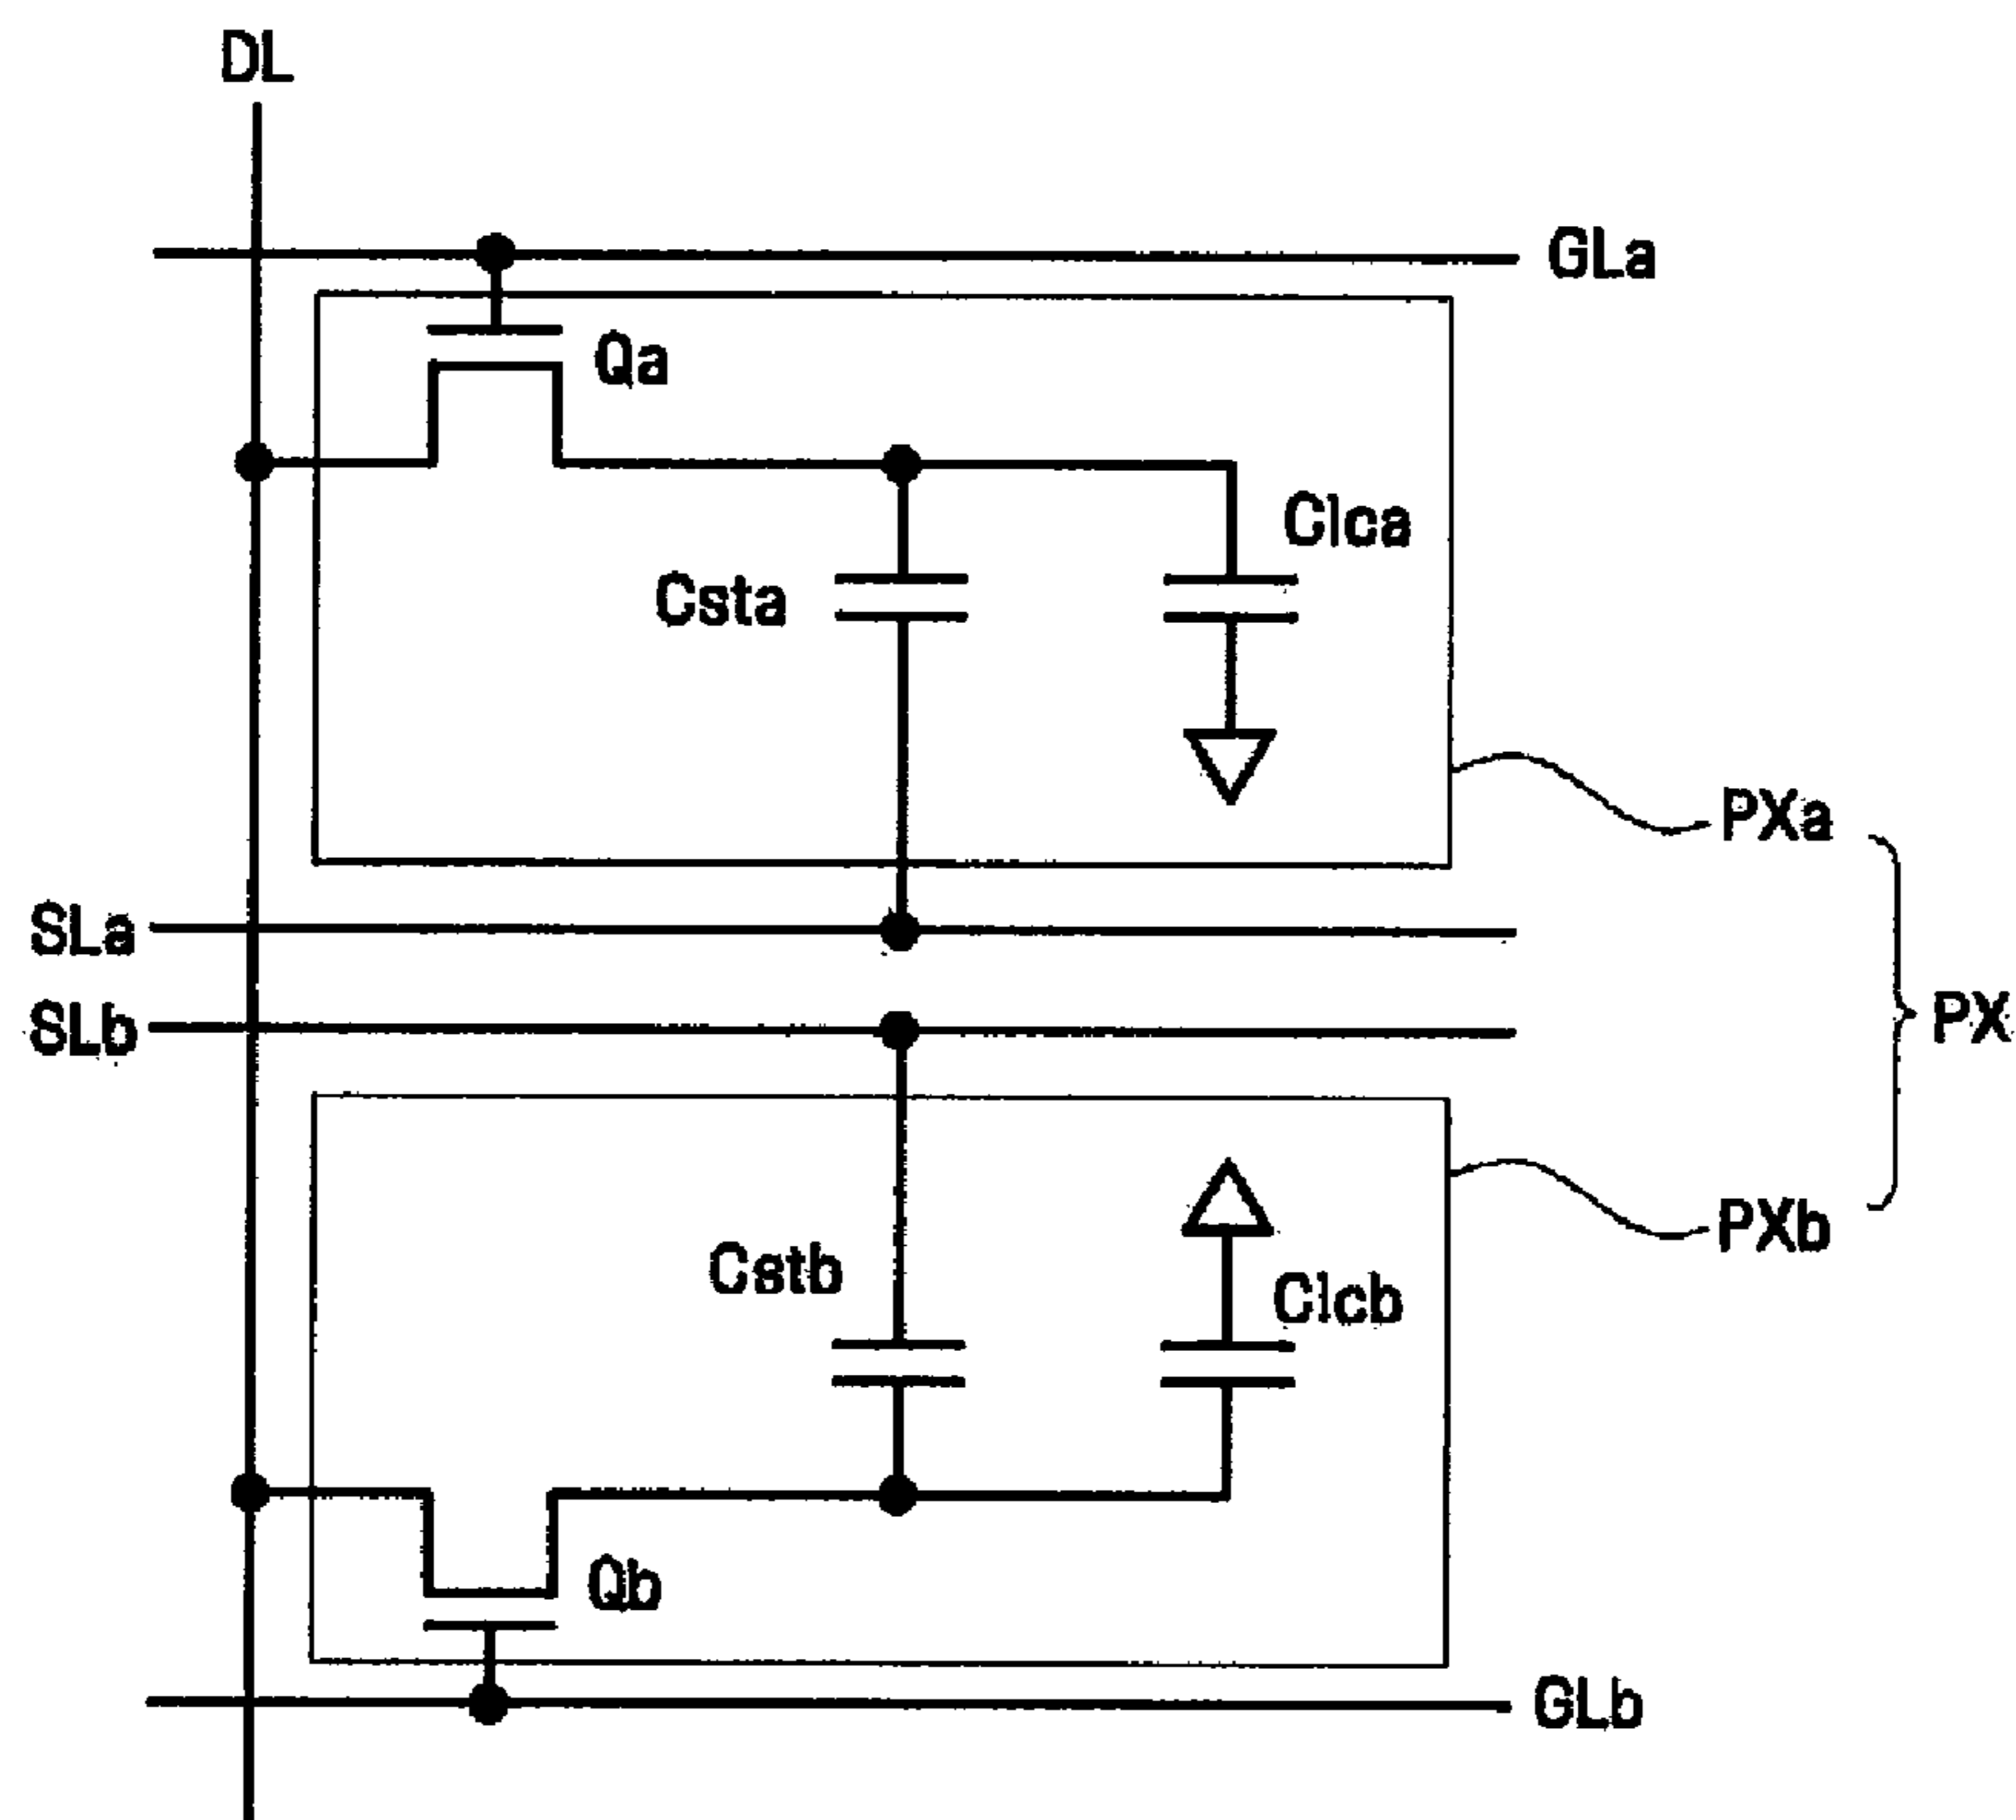 DL
GLa
Qa
Clca
Csta
PXa
SLa
SLb
PX
PXb
Cstb
Clcb
Qb
GLb